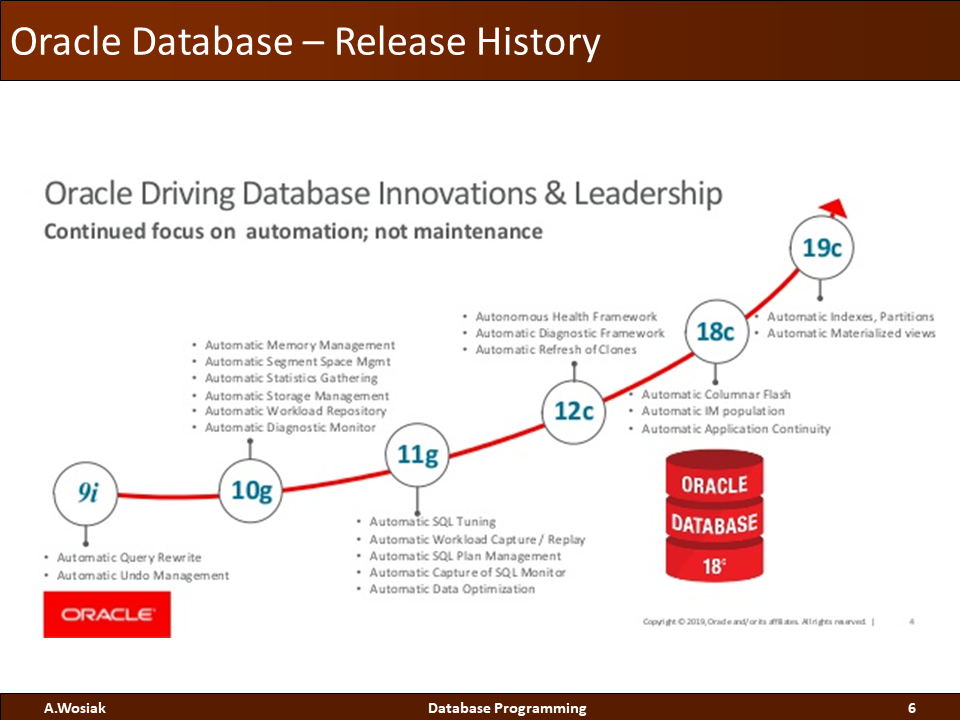 Oracle Database – Release History
Oracle Driving Database Innovations & Leadership
Continued focus on automation; not maintenance
9i
• Automatic Query Rewrite
• Automatic Undo Management
• Automatic Memory Management
• Automatic Segment Space Mgmt
• Automatic Statistics Gathering
• Automatic Storage Management
• Automatic Workload Repository
• Automatic Diagnostic Monitor
10g
11g
• Automatic SQL Tuning
• Automatic Workload Capture / Replay
• Automatic SQL Plan Management
• Automatic Capture of SQL Monitor
• Automatic Data Optimization
• Autonomous Health Framework
• Automatic Diagnostic Framework
• Automatic Refresh of Clones
12c
18c
• Automatic Columnar Flash
• Automatic IM population
• Automatic Application Continuity
19c
• Automatic Indexes, Partitions
• Automatic Materialized views
ORACLE
DATABASE
18c
ORACLE®
Copyright © 2019, Oracle and/or its affiliates. All rights reserved. |
4
A.Wosiak
Database Programming
6